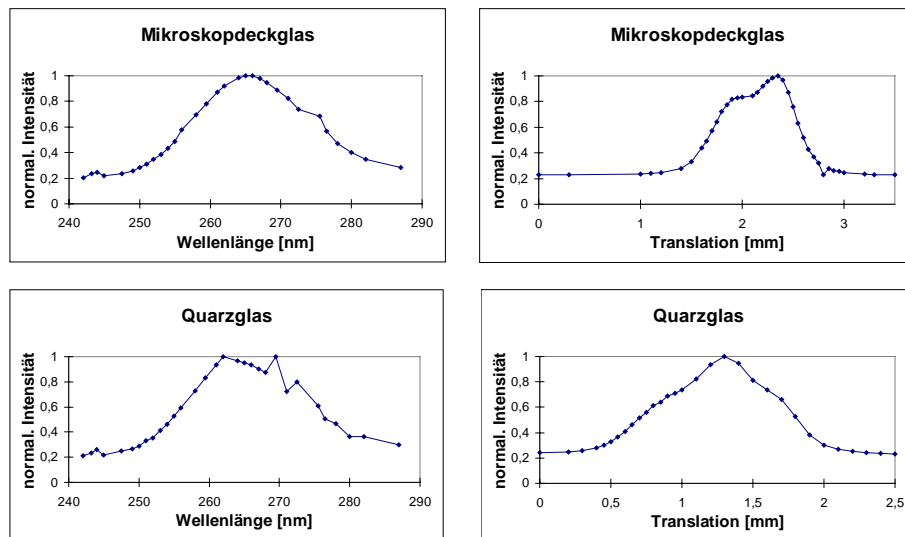 Mikroskopdeckglas
normal. Intensität
1
0,8
0,6
0,4
0,2
0
240 250 260 270 280 290
Wellenlänge [nm]
Mikroskopdeckglas
normal. Intensität
1
0,8
0,6
0,4
0,2
0
0 1 2 3
Translation [mm]
Quarzglas
normal. Intensität
1
0,8
0,6
0,4
0,2
0
240 250 260 270 280 290
Wellenlänge [nm]
Quarzglas
normal. Intensität
1
0,8
0,6
0,4
0,2
0
0 0,5 1 1,5 2 2,5
Translation [mm]